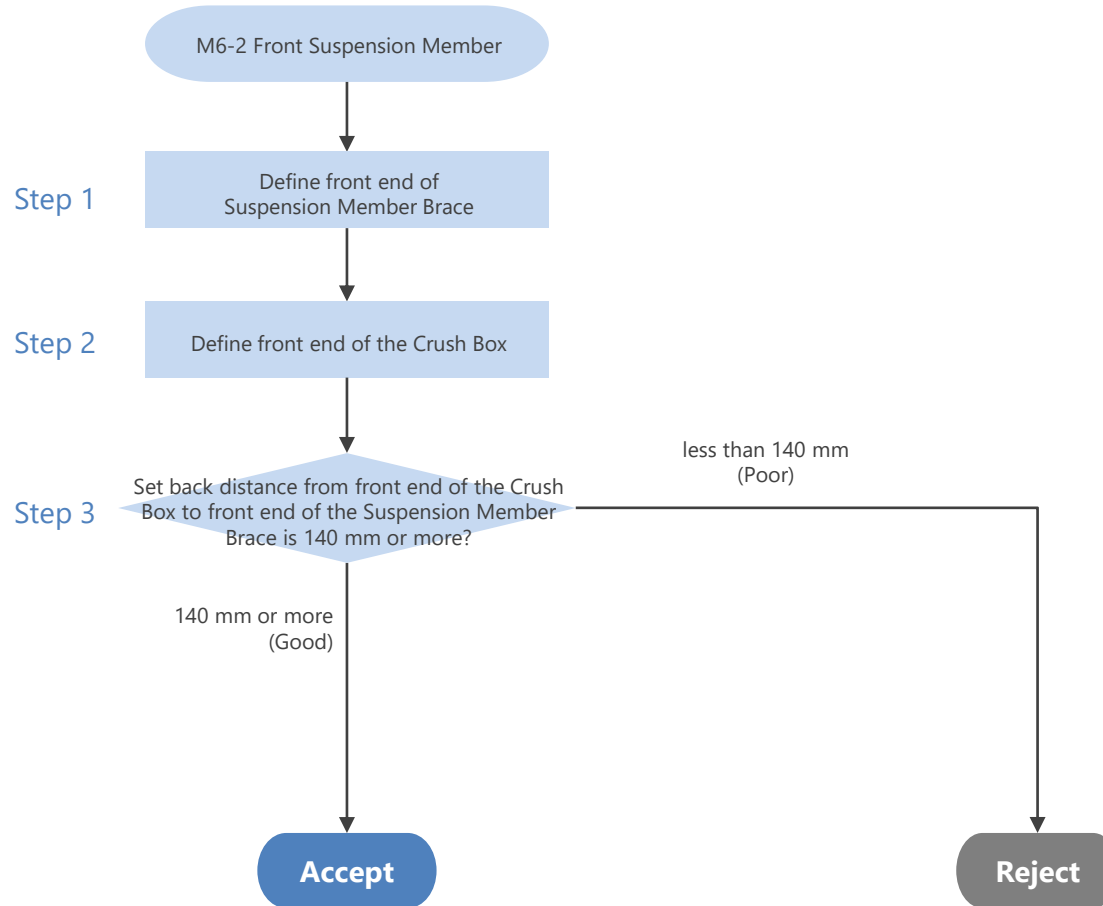 M6-2 Front Suspension Member
Step 1
Define front end of
Suspension Member Brace
Step 2
Define front end of the Crush Box
Step 3
Set back distance from front end of the Crush
Box to front end of the Suspension Member
Brace is 140 mm or more?
less than 140 mm
(Poor)
140 mm or more
(Good)
Accept
Reject